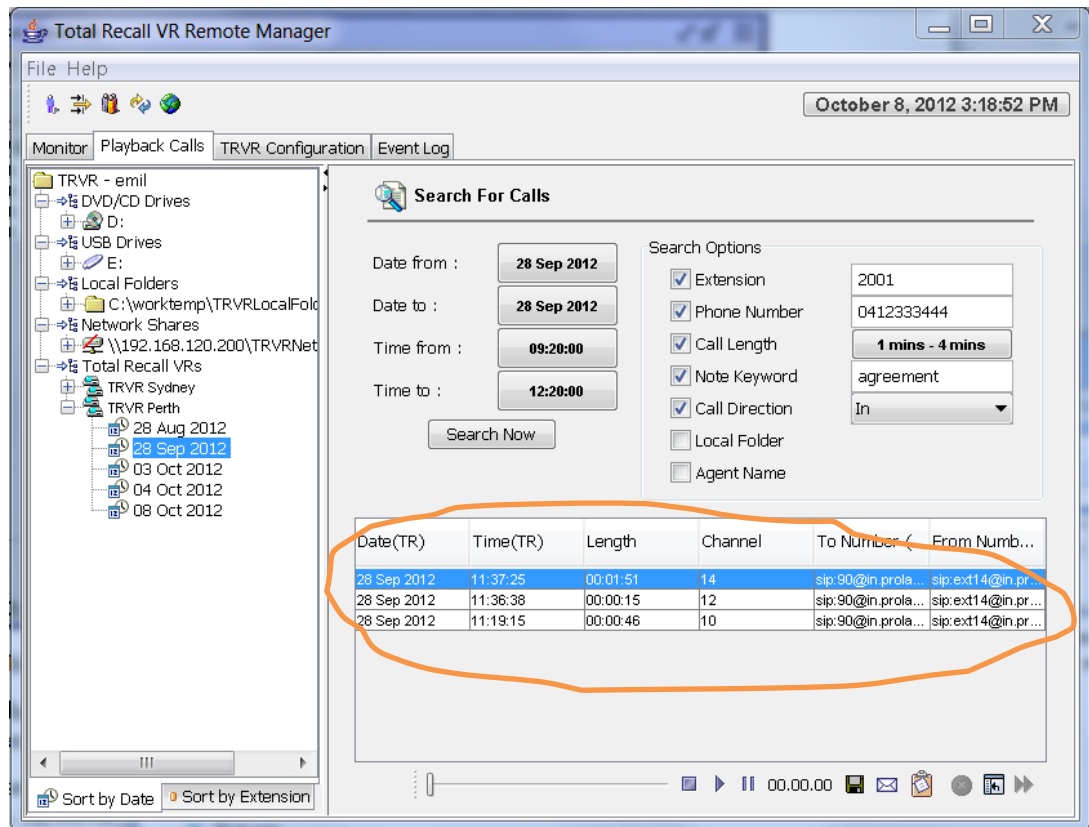 Total Recall VR Remote Manager
File Help
October 8, 2012 3:18:52 PM
Monitor Playback Calls TRVR Configuration Event Log
TRVR - emil
DVD/CD Drives
D:
USB Drives
E:
Local Folders
C:\worktemp\TRVRLocalFold
Network Shares
\\192.168.120.200\TRVRNet
Total Recall VRs
TRVR Sydney
TRVR Perth
28 Aug 2012
28 Sep 2012
03 Oct 2012
04 Oct 2012
08 Oct 2012
Sort by Date Sort by Extension
Search For Calls
Date from : 28 Sep 2012
Date to : 28 Sep 2012
Time from : 09:20:00
Time to : 12:20:00
Search Now
Search Options
Extension 2001
Phone Number 0412333444
Call Length 1 mins - 4 mins
Note Keyword agreement
Call Direction In
Local Folder
Agent Name
Date(TR) Time(TR) Length Channel To Number (... From Numb...
28 Sep 2012 11:37:25 00:01:51 14 sip:90@in.prola... sip:ext14@in.pr...
28 Sep 2012 11:36:38 00:00:15 12 sip:90@in.prola... sip:ext14@in.pr...
28 Sep 2012 11:19:15 00:00:46 10 sip:90@in.prola... sip:ext14@in.pr...
00.00.00